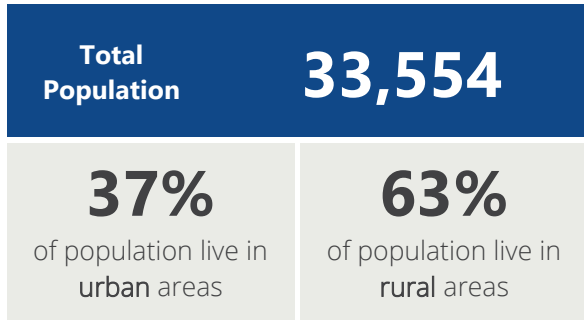 Total
Population
33,554
37%
of population live in
urban areas
63%
of population live in
rural areas